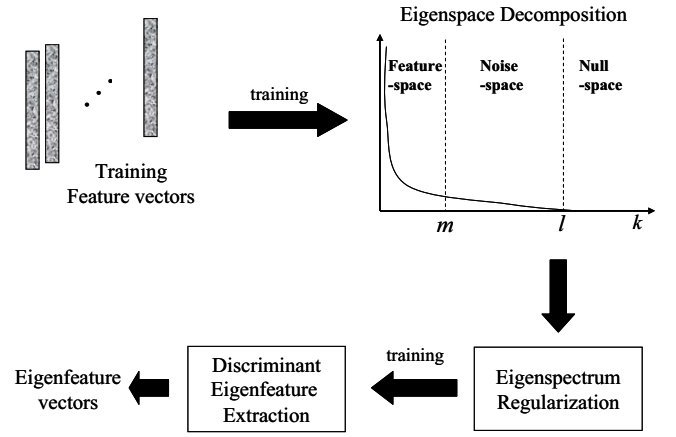 Eigenspace Decomposition
Feature
-space
Noise
-space
Null
-space
training
Training
Feature vectors
m
l
k
training
Eigenfeature
vectors
Discriminant
Eigenfeature
Extraction
Eigenspectrum
Regularization